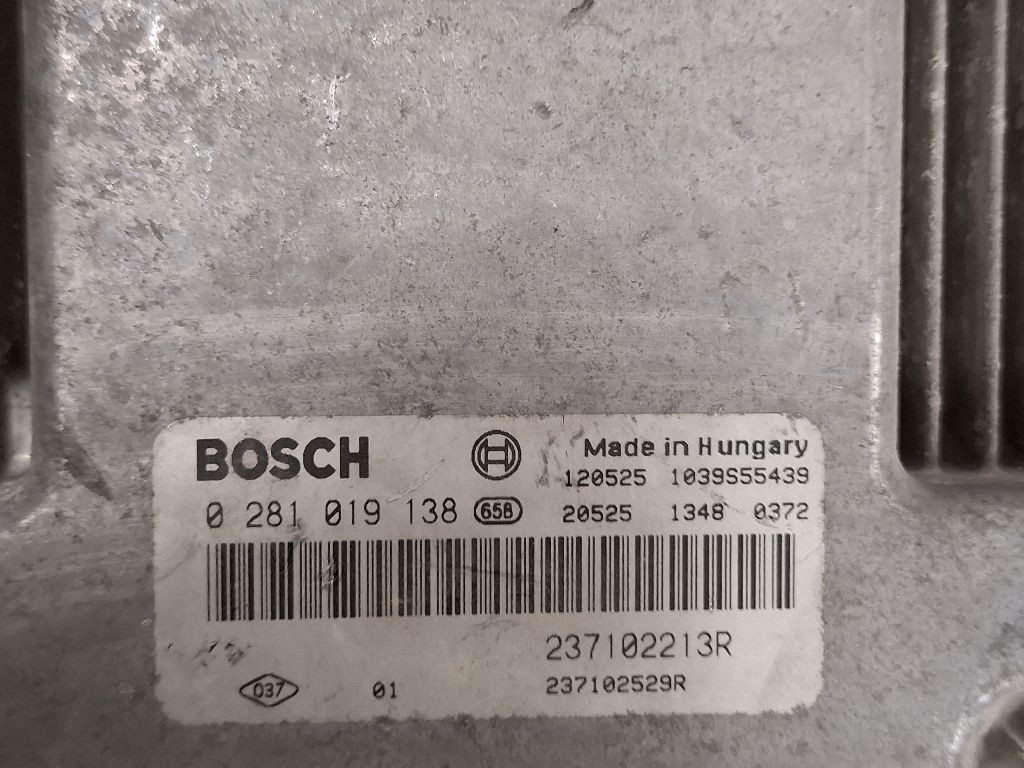 BOSCH
Made in Hungary
120525 1039S55439
0 281 019 138 658
20525 1348 0372
237102213R
037 01 237102529R